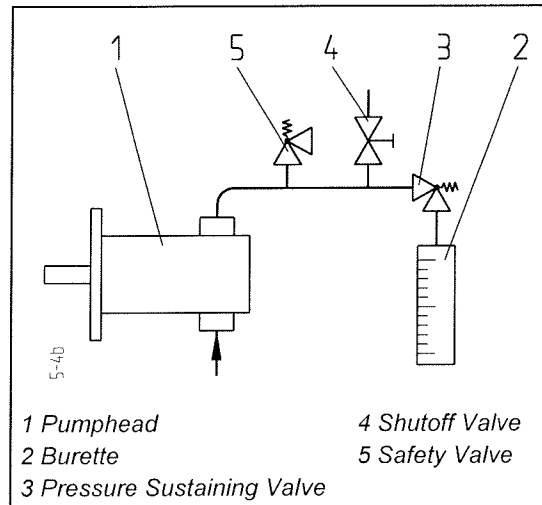 1 5 4 3 2
5-4b
1 Pumphead
2 Burette
3 Pressure Sustaining Valve
4 Shutoff Valve
5 Safety Valve